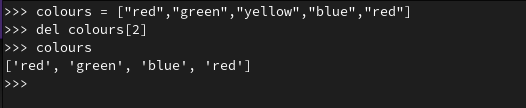 >>> colours = ["red","green","yellow","blue","red"]
>>> del colours[2]
>>> colours
['red', 'green', 'blue', 'red']
>>>